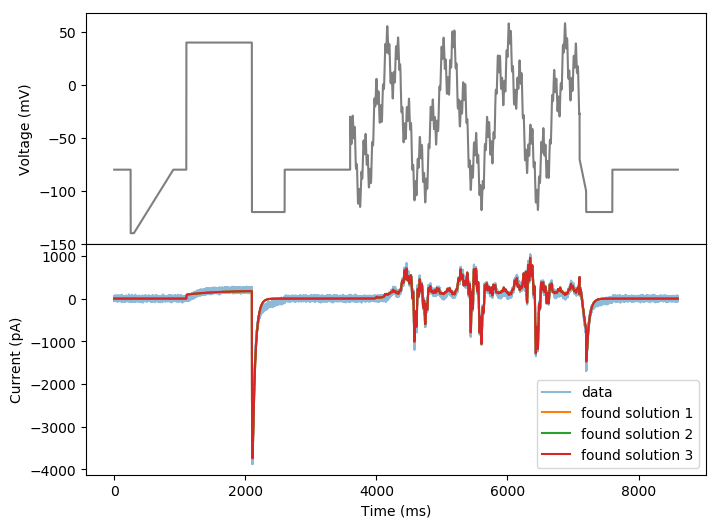 50
0
−50
−100
−150
Voltage (mV)
1000
0
−1000
−2000
−3000
−4000
Current (pA)
data
found solution 1
found solution 2
found solution 3
0 2000 4000 6000 8000
Time (ms)